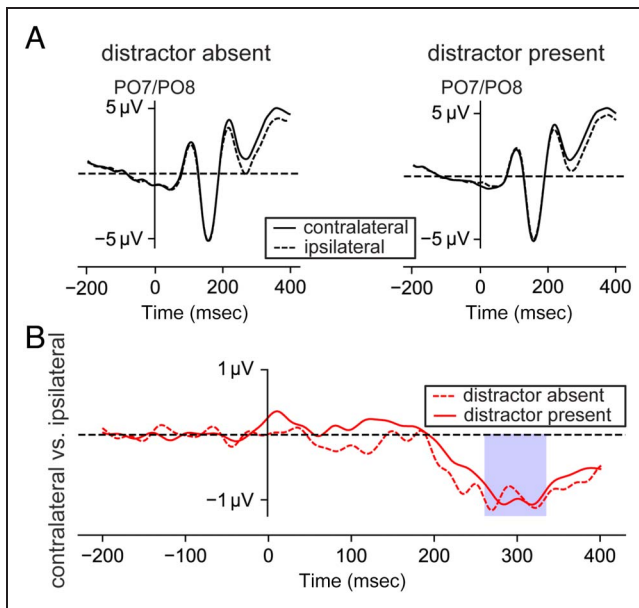 A
distractor absent
distractor present
PO7/PO8
PO7/PO8
5 µV
5 µV
−5 µV
−5 µV
contralateral
ipsilateral
−200 0 200 400
−200 0 200 400
Time (msec)
Time (msec)
B
contralateral vs. ipsilateral
1 µV
distractor absent
distractor present
−1 µV
−200 −100 0 100 200 300 400
Time (msec)